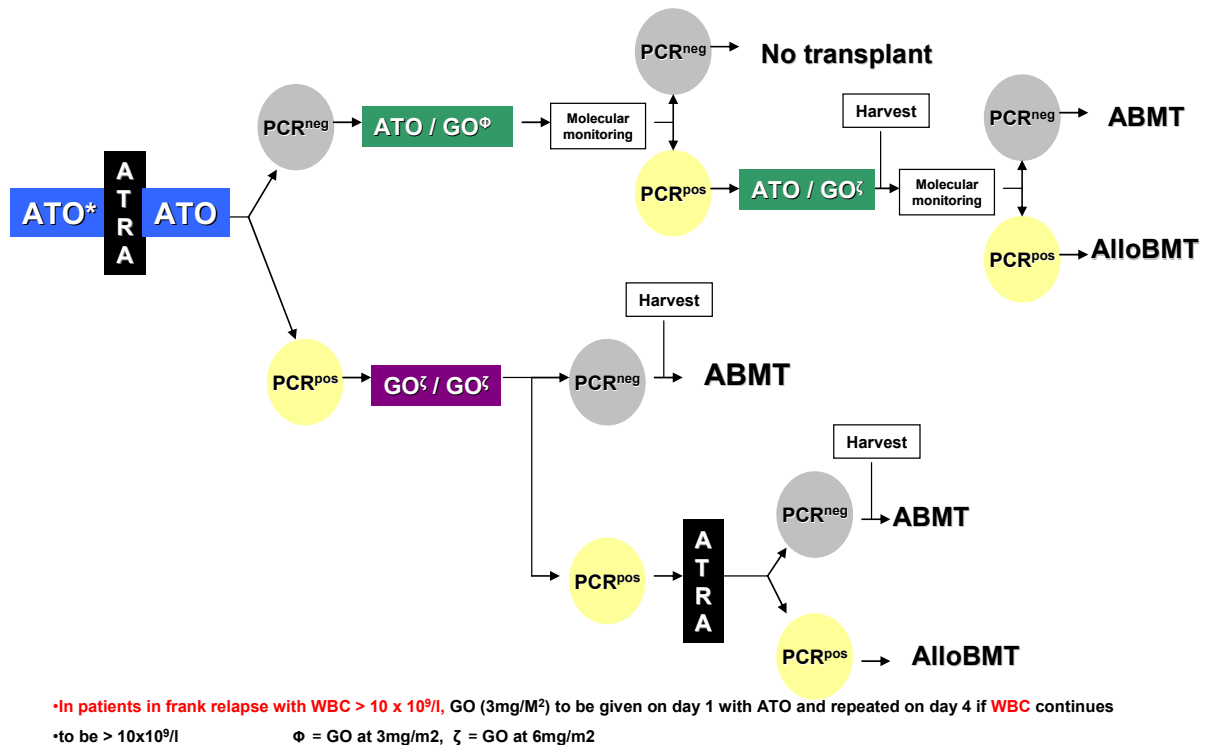 PCRneg
No transplant
Harvest
PCRneg
ABMT
PCRneg
ATO / GOΦ
Molecular
monitoring
PCRpos
ATO / GOζ
Molecular
monitoring
ATO*
ATRA
ATO
PCRpos
AlloBMT
Harvest
PCRpos
GOζ / GOζ
PCRneg
ABMT
Harvest
PCRneg
ABMT
PCRpos
ATRA
PCRpos
AlloBMT
•In patients in frank relapse with WBC > 10 x 10⁹/l, GO (3mg/M²) to be given on day 1 with ATO and repeated on day 4 if WBC continues
•to be > 10x10⁹/l Φ = GO at 3mg/m2, ζ = GO at 6mg/m2